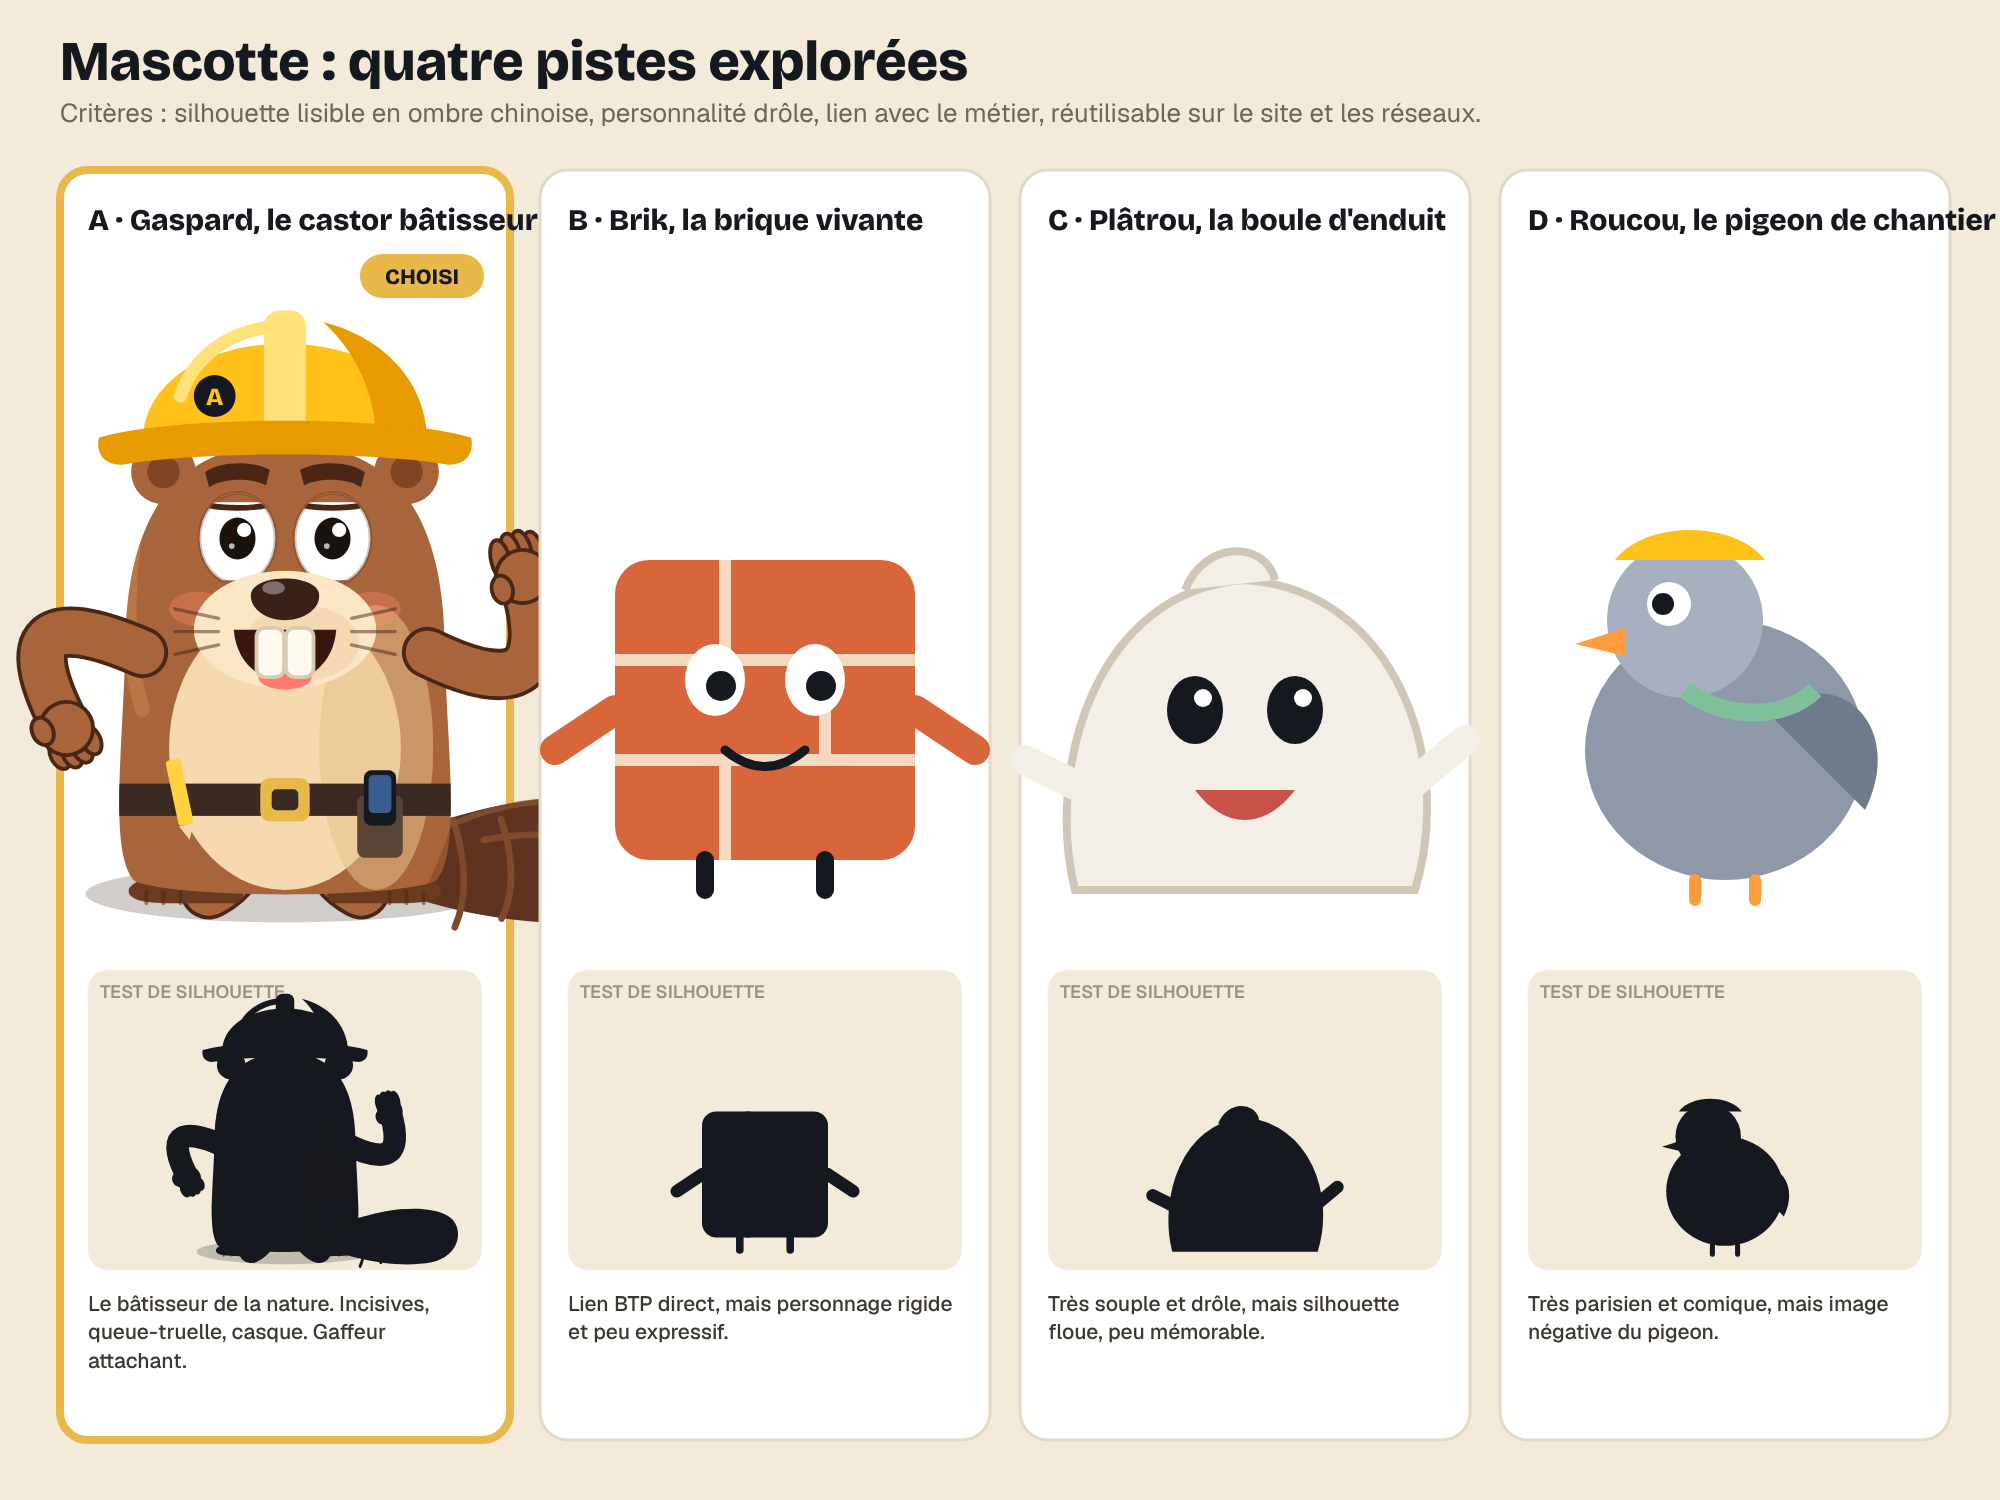 Mascotte : quatre pistes explorées
Critères : silhouette lisible en ombre chinoise, personnalité drôle, lien avec le métier, réutilisable sur le site et les réseaux.
A · Gaspard, le castor bâtisseur
CHOISI
A
TEST DE SILHOUETTE
Le bâtisseur de la nature. Incisives,
queue-truelle, casque. Gaffeur
attachant.
B · Brik, la brique vivante
TEST DE SILHOUETTE
Lien BTP direct, mais personnage rigide
et peu expressif.
C · Plâtrou, la boule d'enduit
TEST DE SILHOUETTE
Très souple et drôle, mais silhouette
floue, peu mémorable.
D · Roucou, le pigeon de chantier
TEST DE SILHOUETTE
Très parisien et comique, mais image
négative du pigeon.